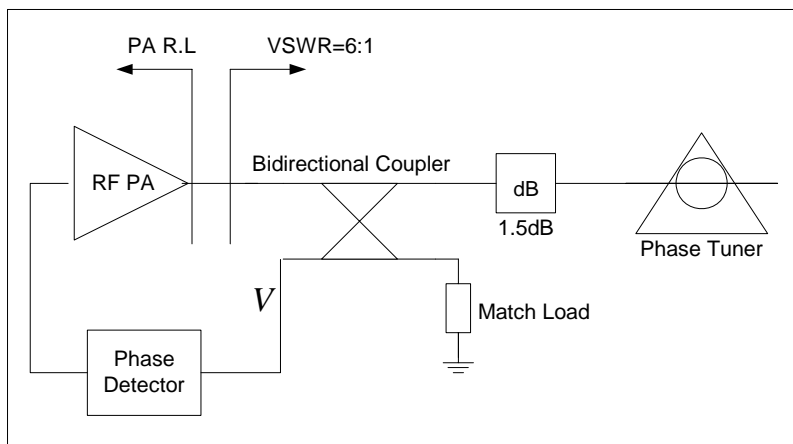 PA R.L
VSWR=6:1
Bidirectional Coupler
RF PA
dB
1.5dB
Phase Tuner
V
Match Load
Phase
Detector